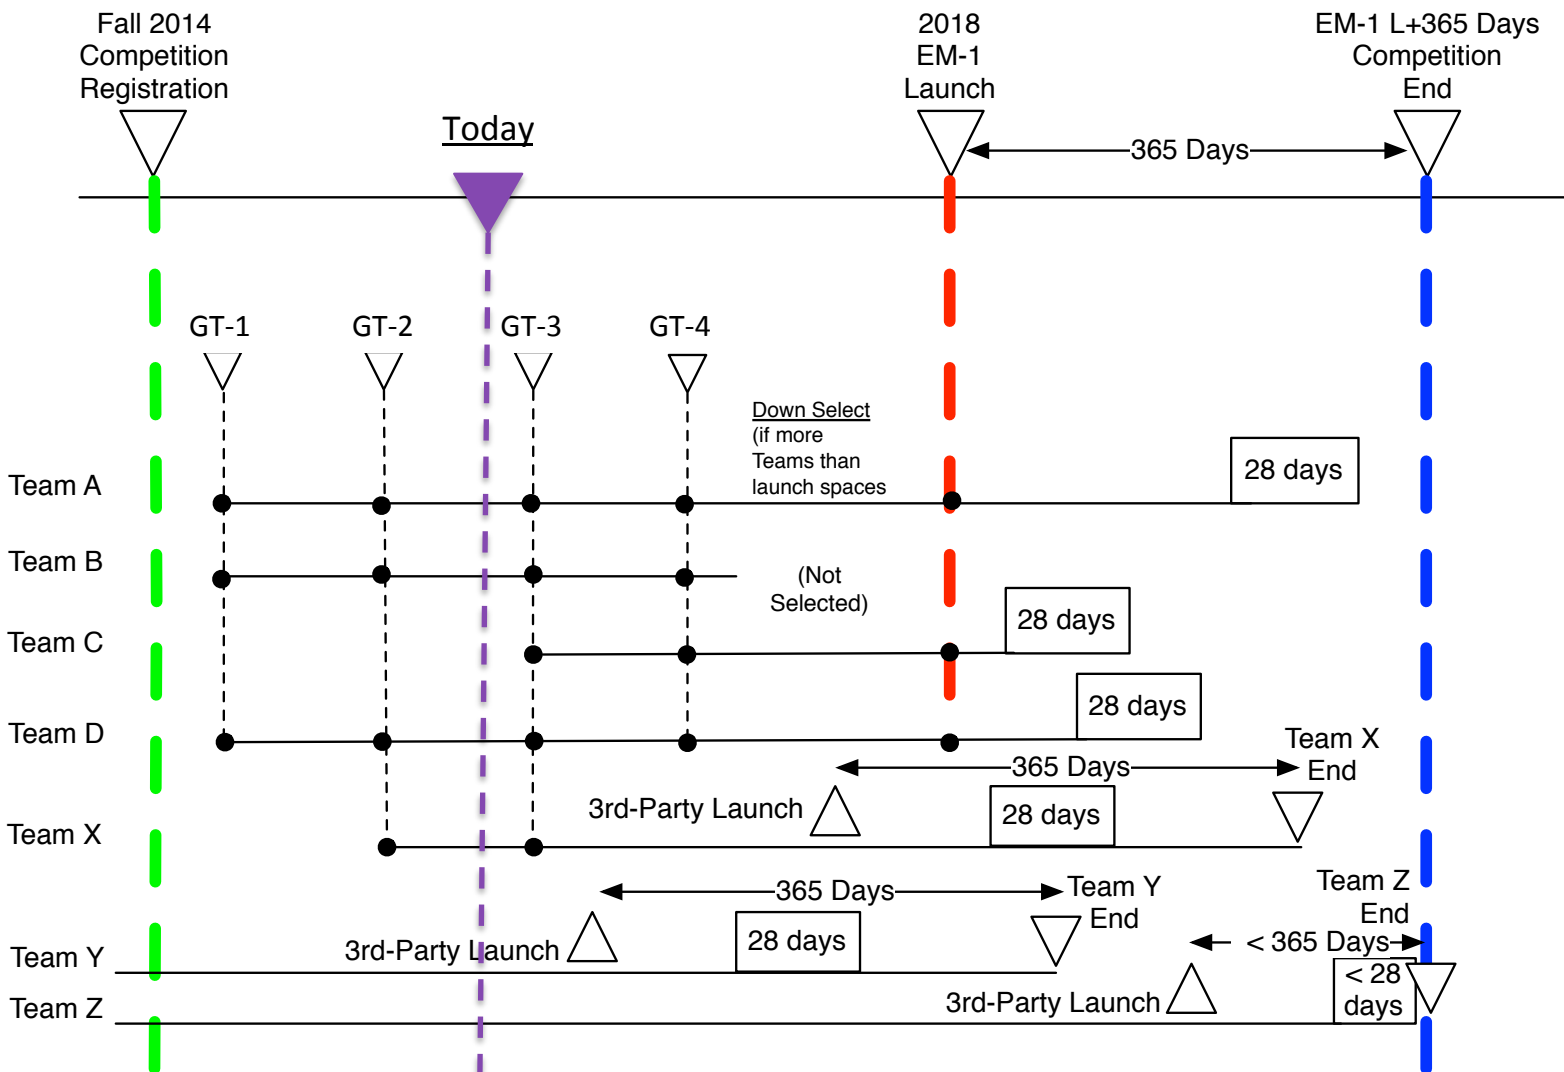 Fall 2014
Competition
Registration
Today
2018
EM-1
Launch
EM-1 L+365 Days
Competition
End
365 Days
GT-1
GT-2
GT-3
GT-4
Down Select
(if more
Teams than
launch spaces
Team A
28 days
Team B
(Not
Selected)
Team C
28 days
Team D
28 days
Team X
End
365 Days
3rd-Party Launch
28 days
Team X
365 Days
Team Y
End
Team Z
End
3rd-Party Launch
28 days
< 365 Days
Team Y
3rd-Party Launch
< 28
days
Team Z